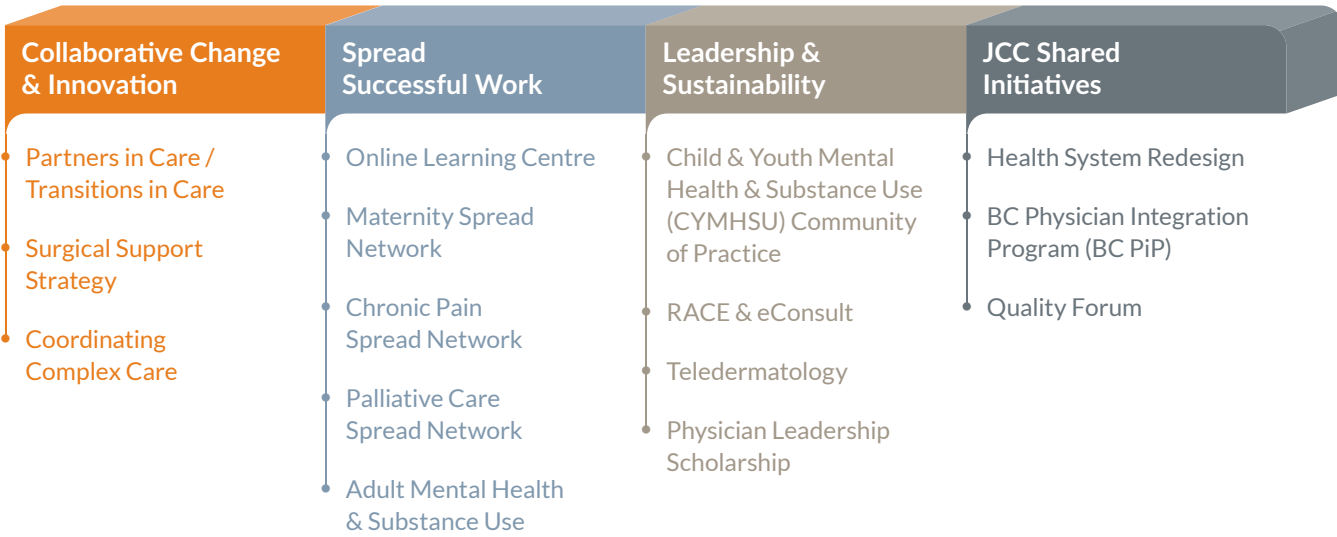 Collaborative Change
& Innovation
Partners in Care /
Transitions in Care
Surgical Support
Strategy
Coordinating
Complex Care
Spread
Successful Work
Online Learning Centre
Maternity Spread
Network
Chronic Pain
Spread Network
Palliative Care
Spread Network
Adult Mental Health
& Substance Use
Leadership &
Sustainability
Child & Youth Mental
Health & Substance Use
(CYMHSU) Community
of Practice
RACE & eConsult
Teledermatology
Physician Leadership
Scholarship
JCC Shared
Initiatives
Health System Redesign
BC Physician Integration
Program (BC PiP)
Quality Forum